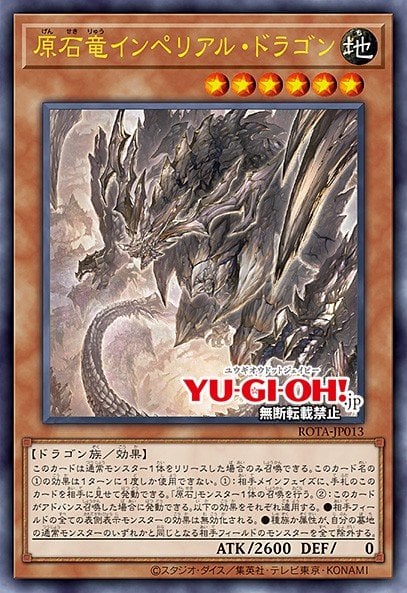 げん せき りゅう
原石竜インペリアル・ドラゴン
地
ユウギオウドットジェイピー
YU-GI-OH!.jp
無断転載禁止
ROTA-JP013
【ドラゴン族/効果】
このカードは通常モンスター1体をリリースした場合のみ召喚できる。このカード名の
①の効果は1ターンに1度しか使用できない。①:相手メインフェイズに、手札のこの
カードを相手に見せて発動できる。「原石」モンスター1体の召喚を行う。②:このカード
がアドバンス召喚した場合に発動できる。以下の効果をそれぞれ適用する。●相手フィ
ールドの全ての表側表示モンスターの効果は無効化される。●種族か属性が、自分の墓地
の通常モンスターのいずれかと同じとなる相手フィールドのモンスターを全て除外する。
ATK/2600 DEF/ 0
©スタジオ・ダイス/集英社・テレビ東京・KONAMI